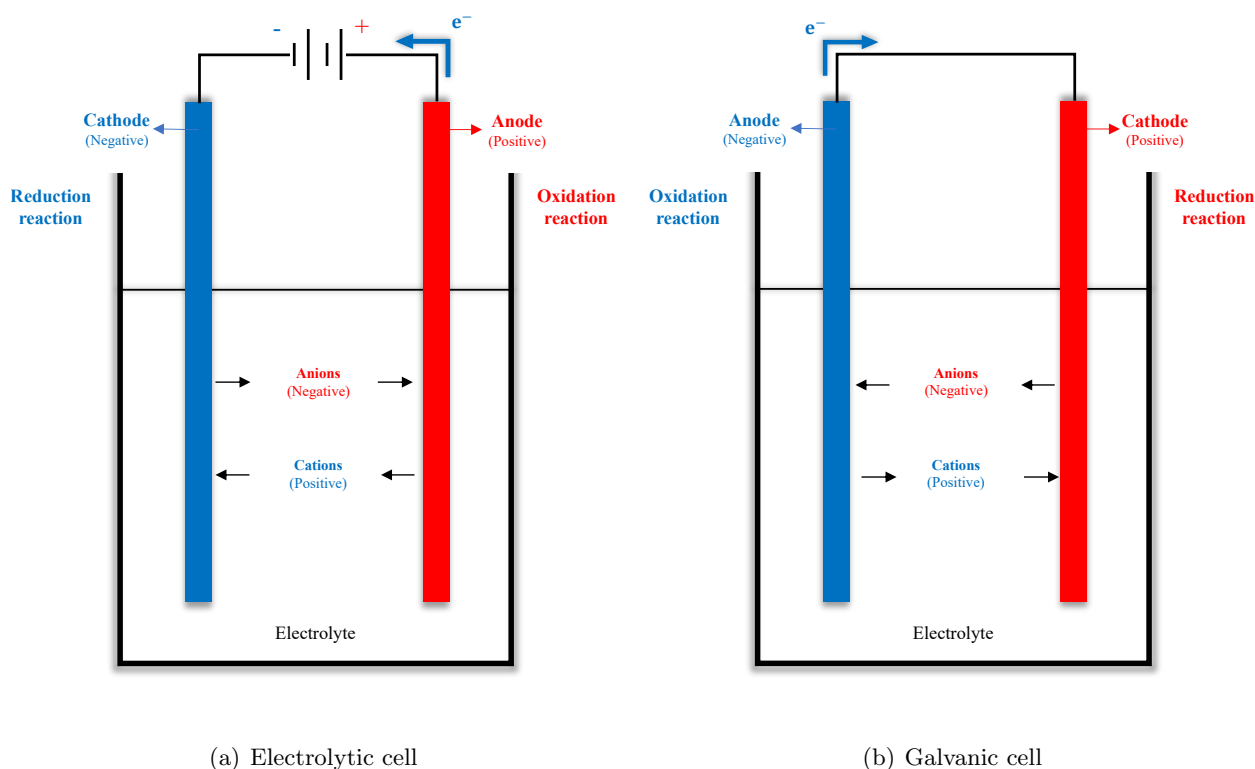 - + e⁻
Cathode
(Negative)
Anode
(Positive)
Reduction
reaction
Oxidation
reaction
Anions
(Negative)
Cations
(Positive)
Electrolyte
(a) Electrolytic cell
e⁻
Anode
(Negative)
Cathode
(Positive)
Oxidation
reaction
Reduction
reaction
Anions
(Negative)
Cations
(Positive)
Electrolyte
(b) Galvanic cell